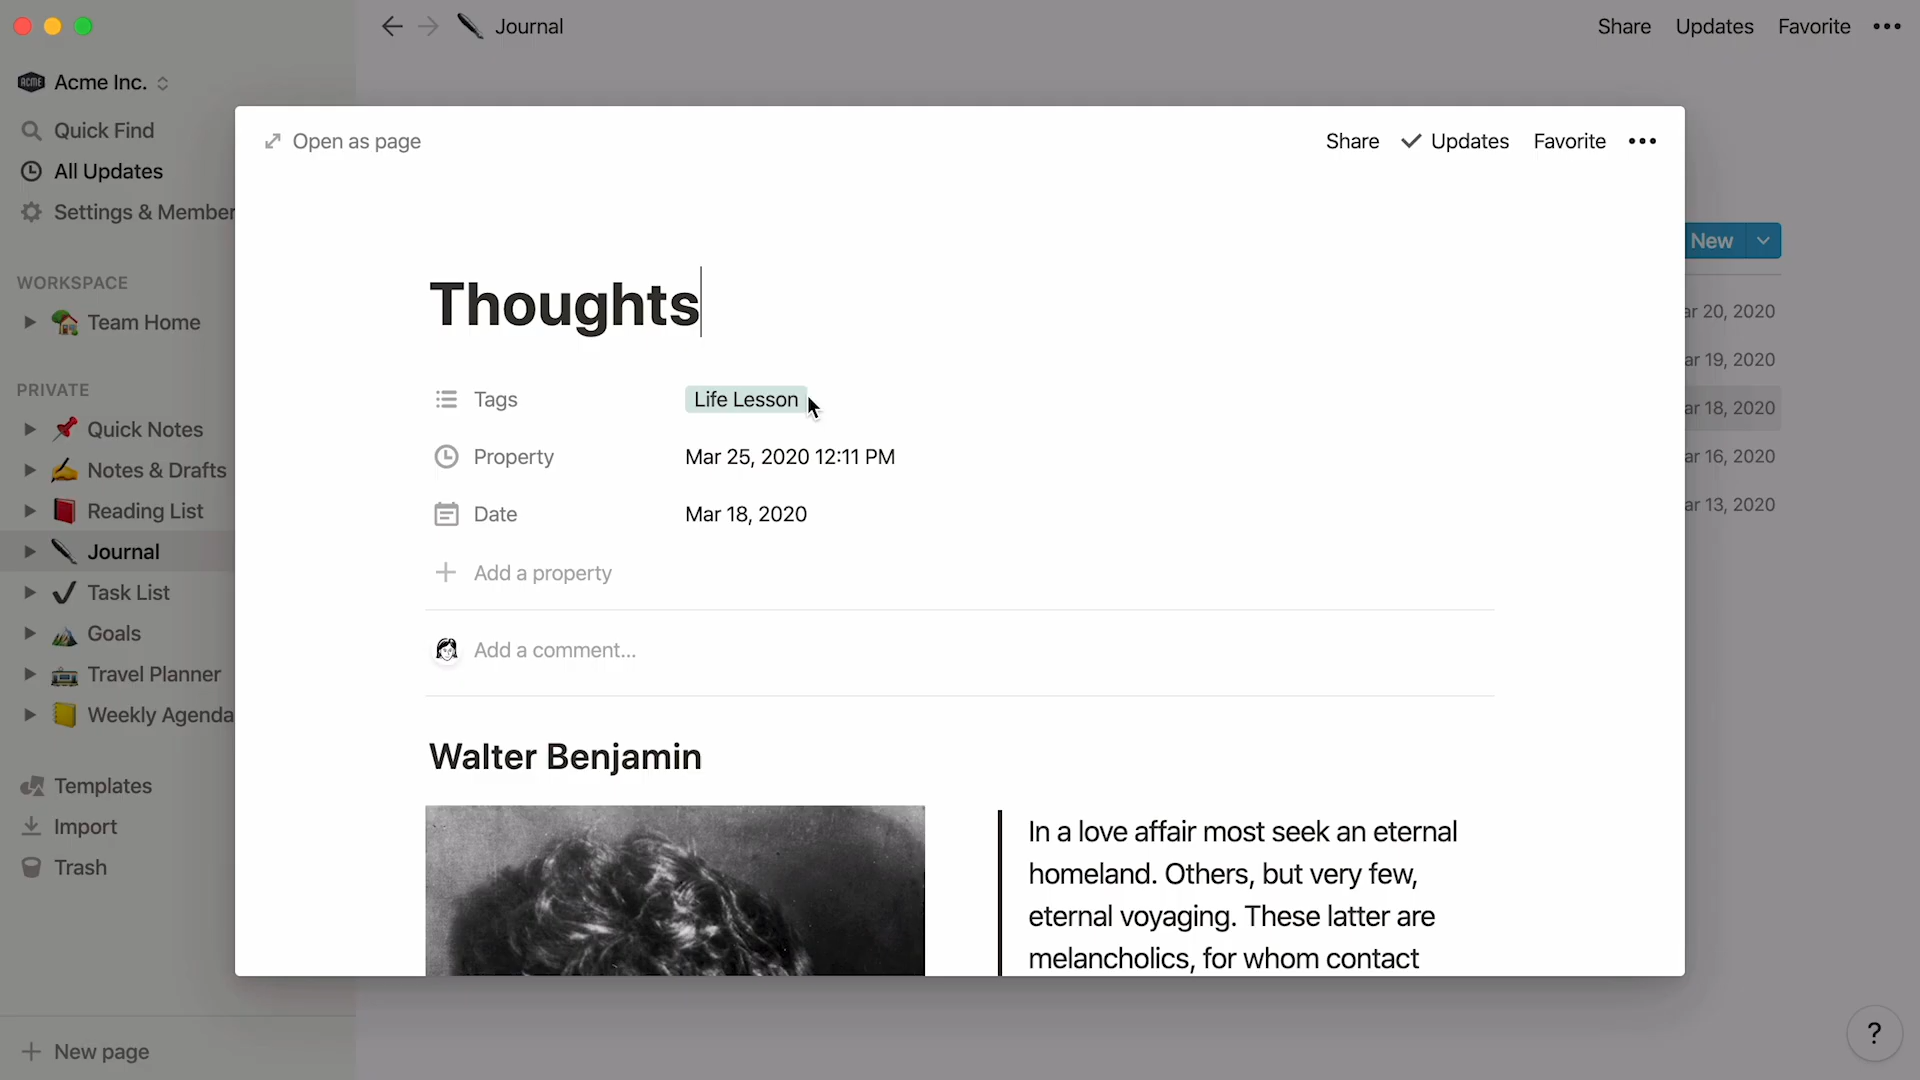 Journal
Share Updates Favorite
ACME Acme Inc.
Quick Find
All Updates
Settings & Member
WORKSPACE
Team Home
PRIVATE
Quick Notes
Notes & Drafts
Reading List
Journal
Task List
Goals
Travel Planner
Weekly Agenda
Templates
Import
Trash
New page
Open as page
Share Updates Favorite
Thoughts
Tags Life Lesson
Property Mar 25, 2020 12:11 PM
Date Mar 18, 2020
Add a property
Add a comment...
Walter Benjamin
In a love affair most seek an eternal
homeland. Others, but very few,
eternal voyaging. These latter are
melancholics, for whom contact
New
ar 20, 2020
ar 19, 2020
ar 18, 2020
ar 16, 2020
ar 13, 2020
?